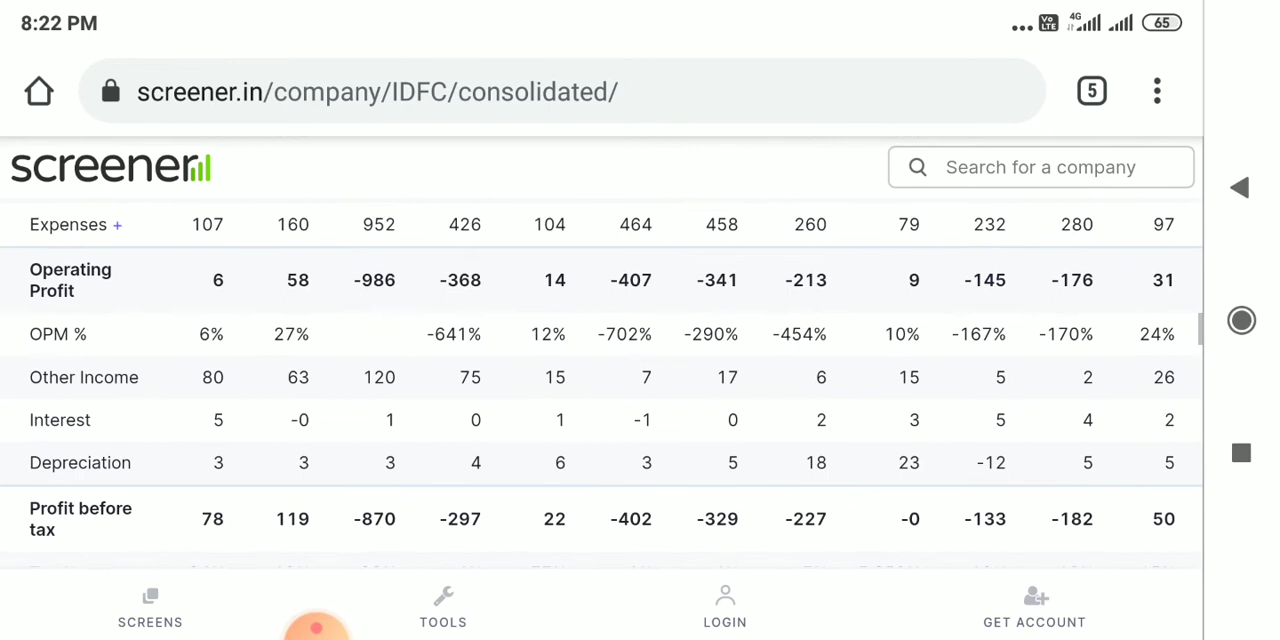 8:22 PM ... Vo LTE 4G 65
screener.in/company/IDFC/consolidated/ 5
screener Search for a company
Expenses + 107 160 952 426 104 464 458 260 79 232 280 97
Operating Profit 6 58 -986 -368 14 -407 -341 -213 9 -145 -176 31
OPM % 6% 27% -641% 12% -702% -290% -454% 10% -167% -170% 24%
Other Income 80 63 120 75 15 7 17 6 15 5 2 26
Interest 5 -0 1 0 1 -1 0 2 3 5 4 2
Depreciation 3 3 3 4 6 3 5 18 23 -12 5 5
Profit before tax 78 119 -870 -297 22 -402 -329 -227 -0 -133 -182 50
SCREENS TOOLS LOGIN GET ACCOUNT